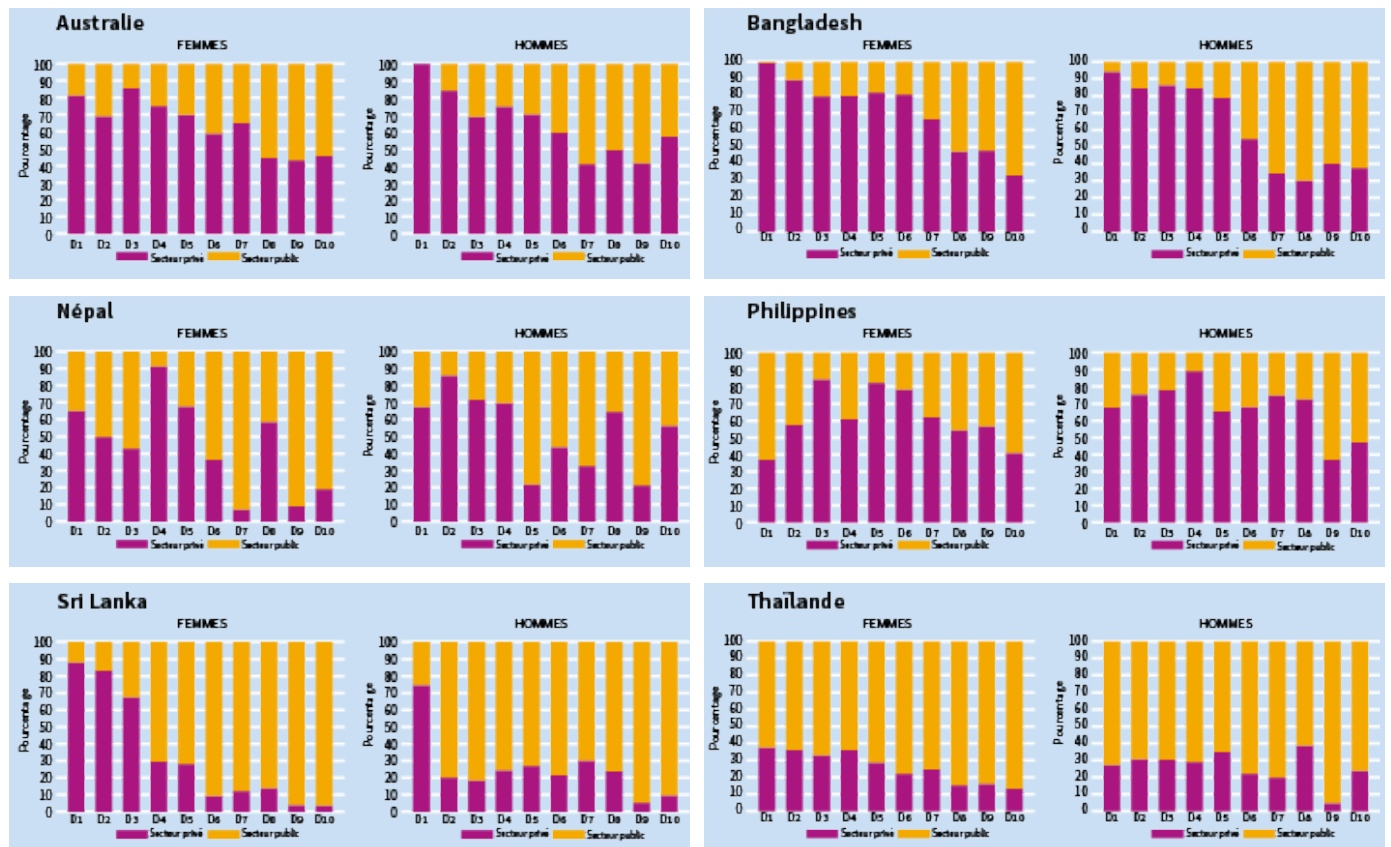 Australie
FEMMES HOMMES
Pourcentage
100 90 80 70 60 50 40 30 20 10 0
D1 D2 D3 D4 D5 D6 D7 D8 D9 D10
Secteur privé Secteur public
Pourcentage
100 90 80 70 60 50 40 30 20 10 0
D1 D2 D3 D4 D5 D6 D7 D8 D9 D10
Secteur privé Secteur public
Bangladesh
FEMMES HOMMES
Pourcentage
100 90 80 70 60 50 40 30 20 10 0
D1 D2 D3 D4 D5 D6 D7 D8 D9 D10
Secteur privé Secteur public
Pourcentage
100 90 80 70 60 50 40 30 20 10 0
D1 D2 D3 D4 D5 D6 D7 D8 D9 D10
Secteur privé Secteur public
Népal
FEMMES HOMMES
Pourcentage
100 90 80 70 60 50 40 30 20 10 0
D1 D2 D3 D4 D5 D6 D7 D8 D9 D10
Secteur privé Secteur public
Pourcentage
100 90 80 70 60 50 40 30 20 10 0
D1 D2 D3 D4 D5 D6 D7 D8 D9 D10
Secteur privé Secteur public
Philippines
FEMMES HOMMES
Pourcentage
100 90 80 70 60 50 40 30 20 10 0
D1 D2 D3 D4 D5 D6 D7 D8 D9 D10
Secteur privé Secteur public
Pourcentage
100 90 80 70 60 50 40 30 20 10 0
D1 D2 D3 D4 D5 D6 D7 D8 D9 D10
Secteur privé Secteur public
Sri Lanka
FEMMES HOMMES
Pourcentage
100 90 80 70 60 50 40 30 20 10 0
D1 D2 D3 D4 D5 D6 D7 D8 D9 D10
Secteur privé Secteur public
Pourcentage
100 90 80 70 60 50 40 30 20 10 0
D1 D2 D3 D4 D5 D6 D7 D8 D9 D10
Secteur privé Secteur public
Thaïlande
FEMMES HOMMES
Pourcentage
100 90 80 70 60 50 40 30 20 10 0
D1 D2 D3 D4 D5 D6 D7 D8 D9 D10
Secteur privé Secteur public
Pourcentage
100 90 80 70 60 50 40 30 20 10 0
D1 D2 D3 D4 D5 D6 D7 D8 D9 D10
Secteur privé Secteur public